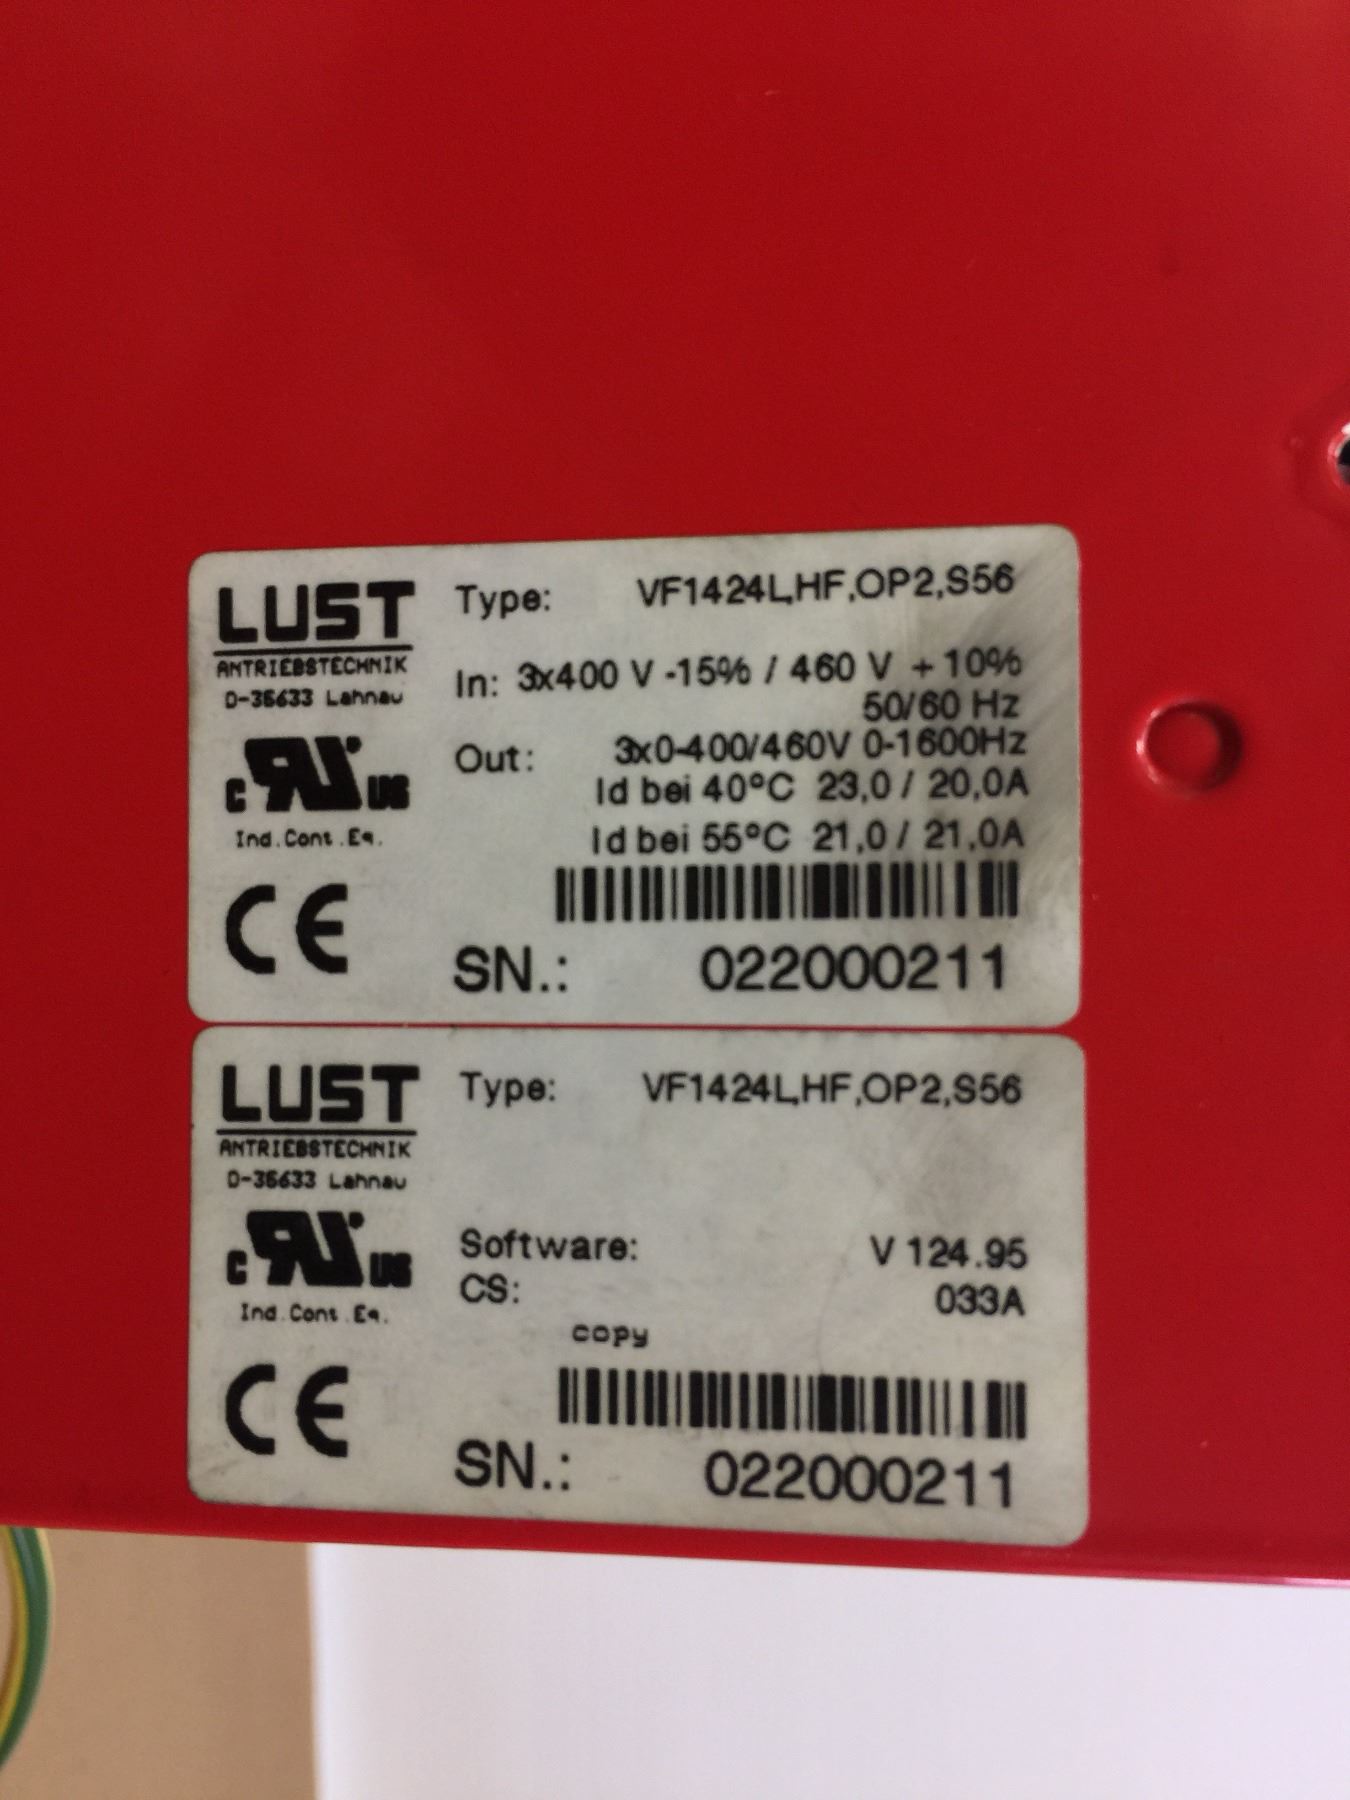 LUST
ANTRIEBSTECHNIK
D-35633 Lahnau
c RU us
Ind.Cont.Eq.
CE
Type: VF1424L,HF,OP2,S56
In: 3x400 V -15% / 460 V + 10%
50/60 Hz
Out: 3x0-400/460V 0-1600Hz
Id bei 40°C 23,0 / 20,0A
Id bei 55°C 21,0 / 21,0A
SN.: 022000211
LUST
ANTRIEBSTECHNIK
D-35633 Lahnau
c RU us
Ind.Cont.Eq.
CE
Type: VF1424L,HF,OP2,S56
Software: V 124.95
CS: 033A
copy
SN.: 022000211